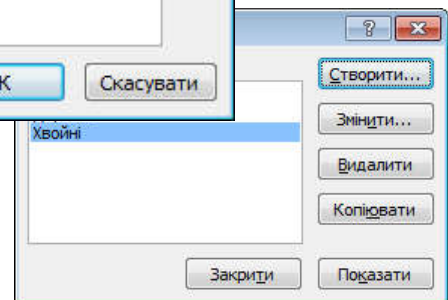 К
Скасувати
Створити...
Хвойні
Змінити...
Видалити
Копіювати
Закрити
Показати